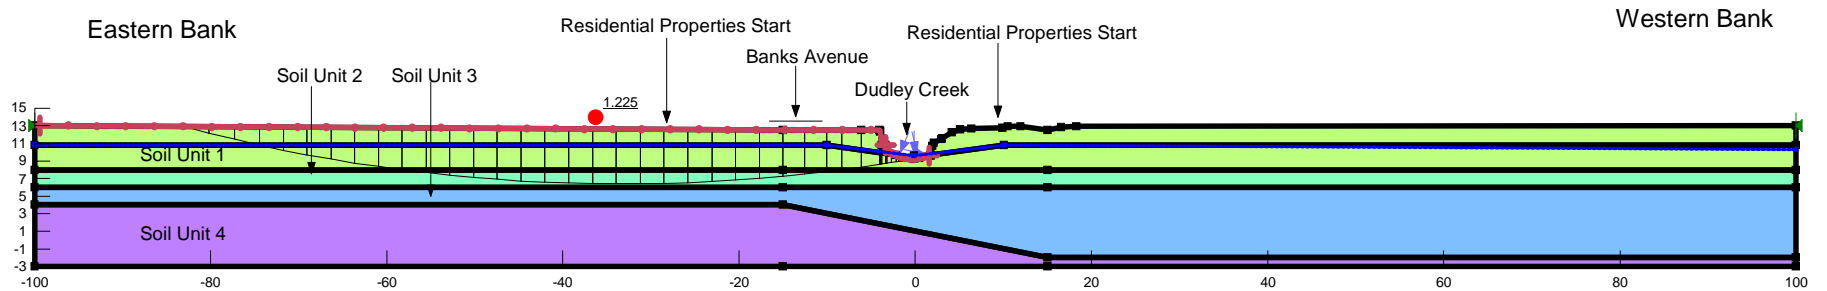 Eastern Bank
Residential Properties Start
Western Bank
Residential Properties Start
Banks Avenue
Soil Unit 2
Soil Unit 3
Dudley Creek
1.225
15
13
11
9
7
5
3
1
-1
-3
Soil Unit 1
Soil Unit 4
-100
-80
-60
-40
-20
0
20
40
60
80
100